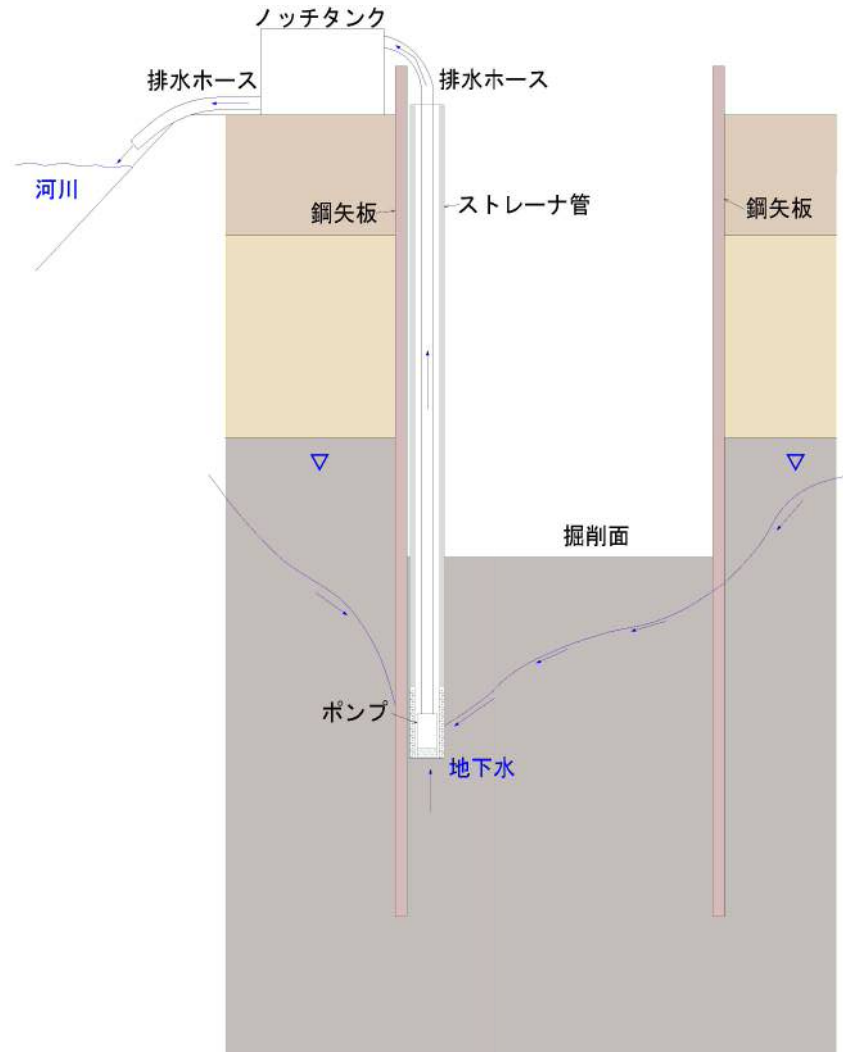 ノッチタンク
排水ホース
排水ホース
河川
鋼矢板
ストレーナ管
鋼矢板
掘削面
ポンプ
地下水